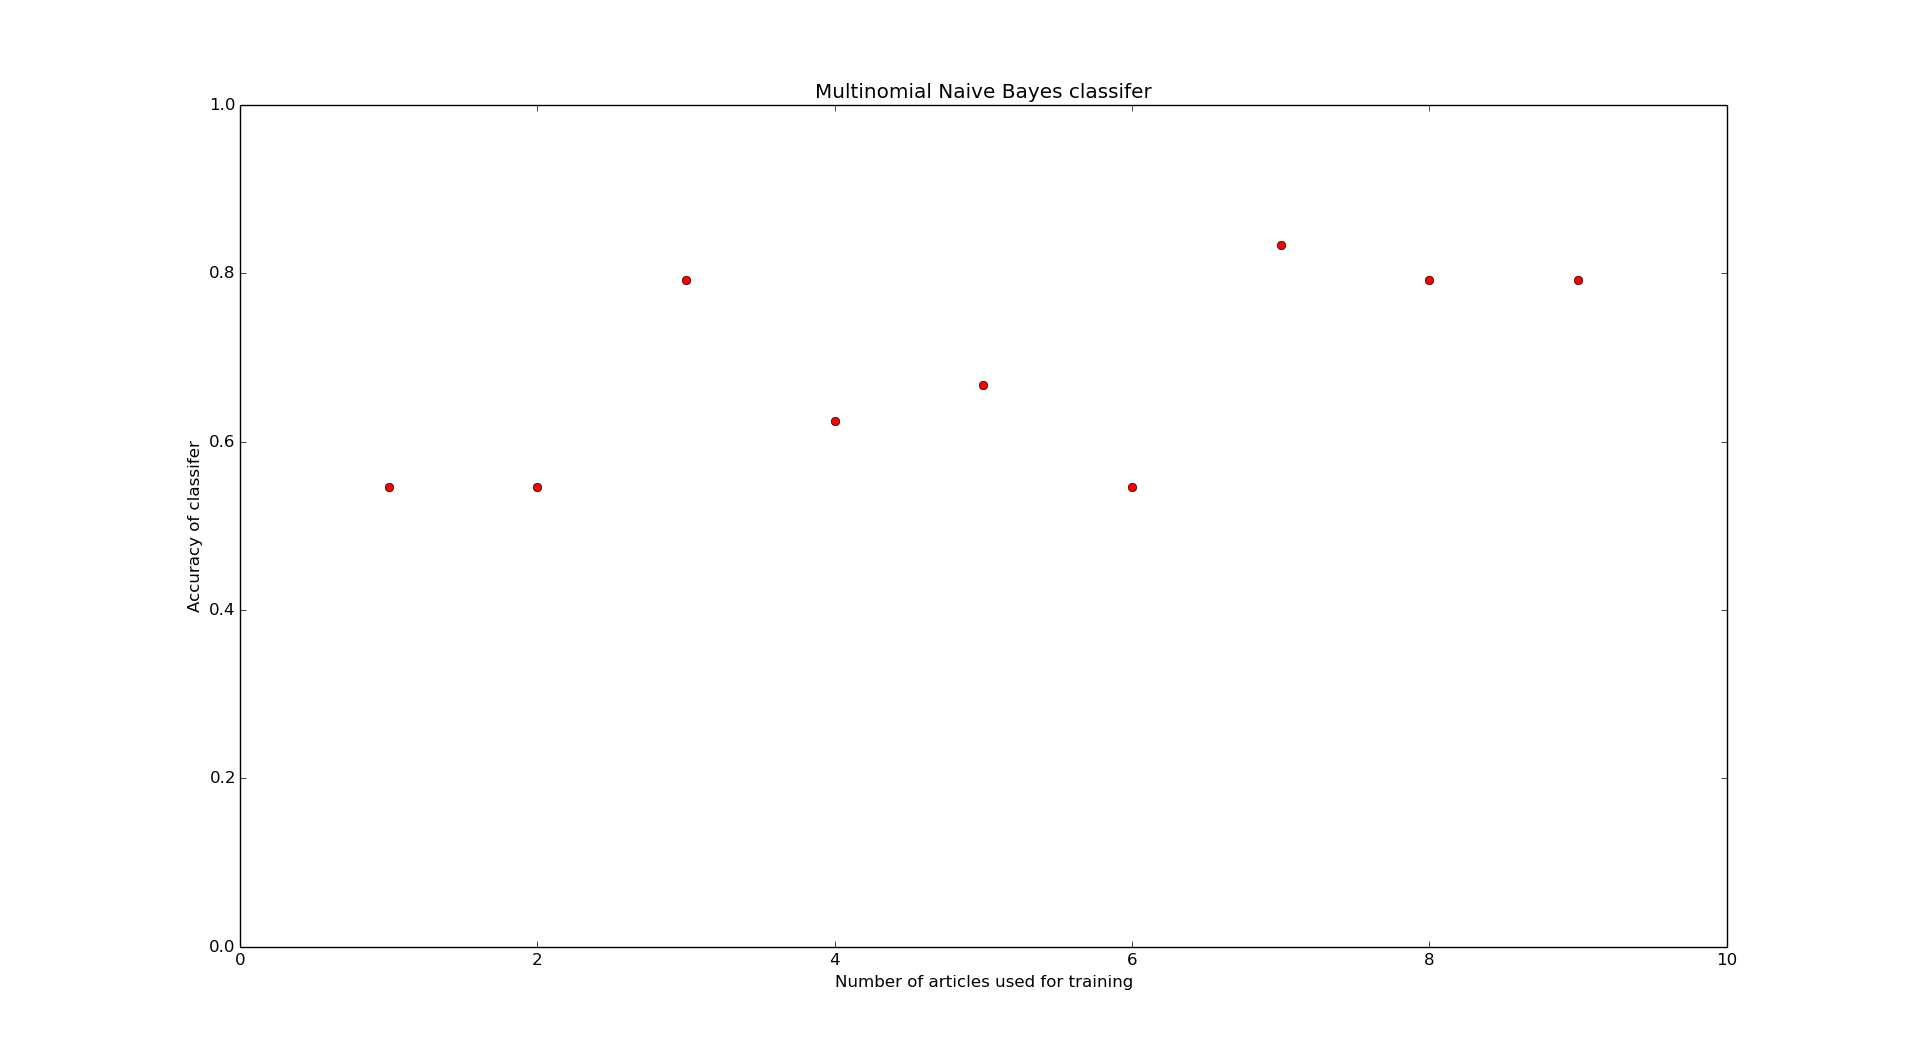 Multinomial Naive Bayes classifer
1.0
0.8
0.6
0.4
0.2
0.0
Accuracy of classifer
0 2 4 6 8 10
Number of articles used for training